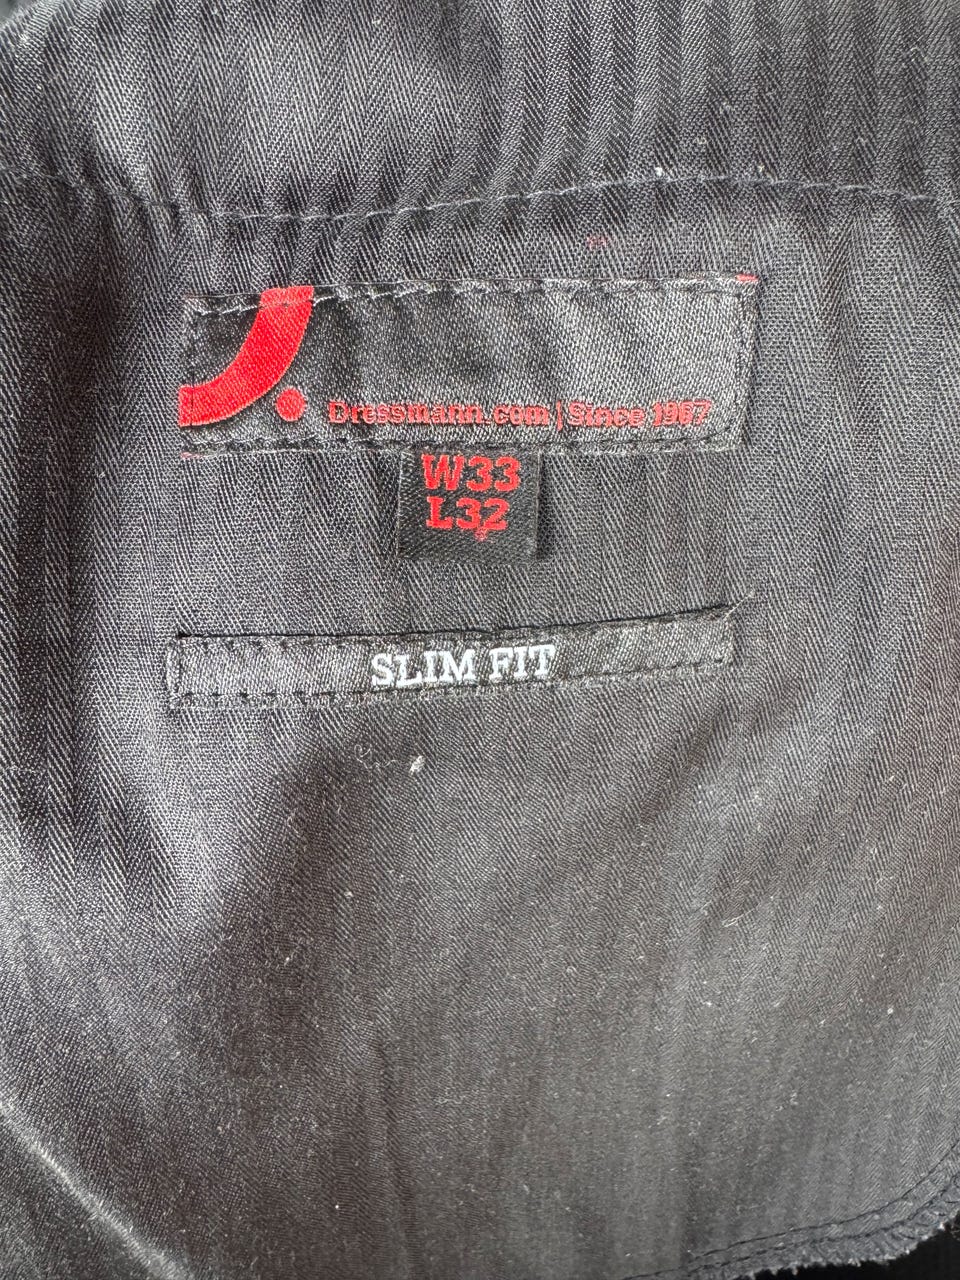 Dressmann.com | Since 1967
W33
L32
SLIM FIT